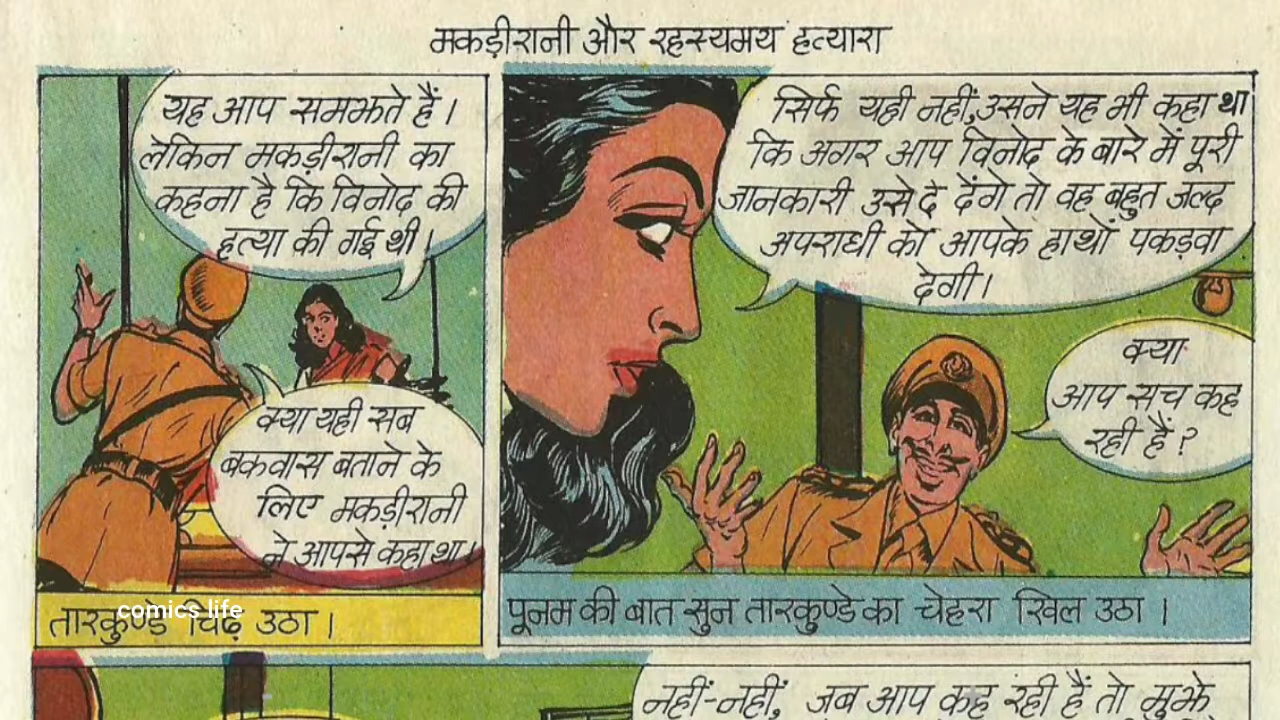 मकड़ीरानी और रहस्यमय हत्यारा
यह आप समझते हैं।
लेकिन मकड़ीरानी का
कहना है कि विनोद की
हत्या की गई थी।
क्या यही सब
बकवास बताने के
लिए मकड़ीरानी
ने आपसे कहा था।
तारकुण्डे चिढ़ उठा।
comics life
सिर्फ यही नहीं,उसने यह भी कहा था
कि अगर आप विनोद के बारे में पूरी
जानकारी उसे दे देंगे तो वह बहुत जल्द
अपराधी को आपके हाथों पकड़वा
देगी।
क्या
आप सच कह
रही हैं?
पूनम की बात सुन तारकुण्डे का चेहरा खिल उठा।
नहीं-नहीं, जब आप कह रही हैं तो मुझे